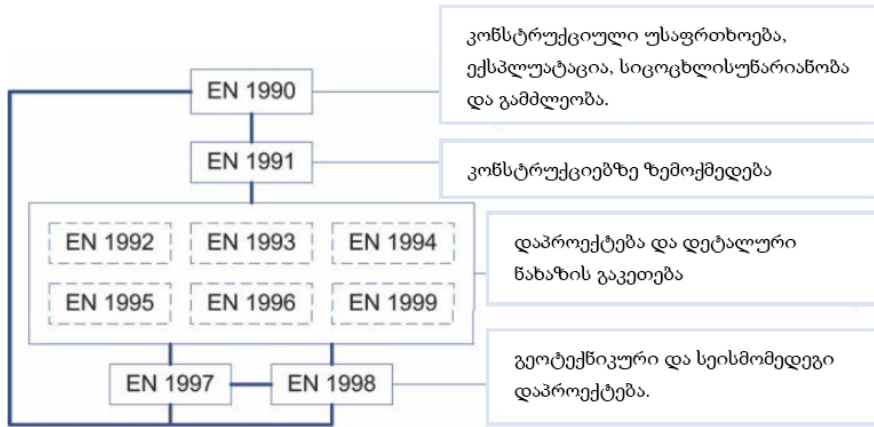 კონსტრუქციული უსაფრთხოება,
ექსპლუატაცია, სიცოცხლისუნარიანობა
და გამძლეობა.
EN 1990
EN 1991
კონსტრუქციებზე ზემოქმედება
EN 1992 EN 1993 EN 1994
დაპროექტება და დეტალური
ნახაზის გაკეთება
EN 1995 EN 1996 EN 1999
გეოტექნიკური და სეისმომედეგი
დაპროექტება.
EN 1997 EN 1998